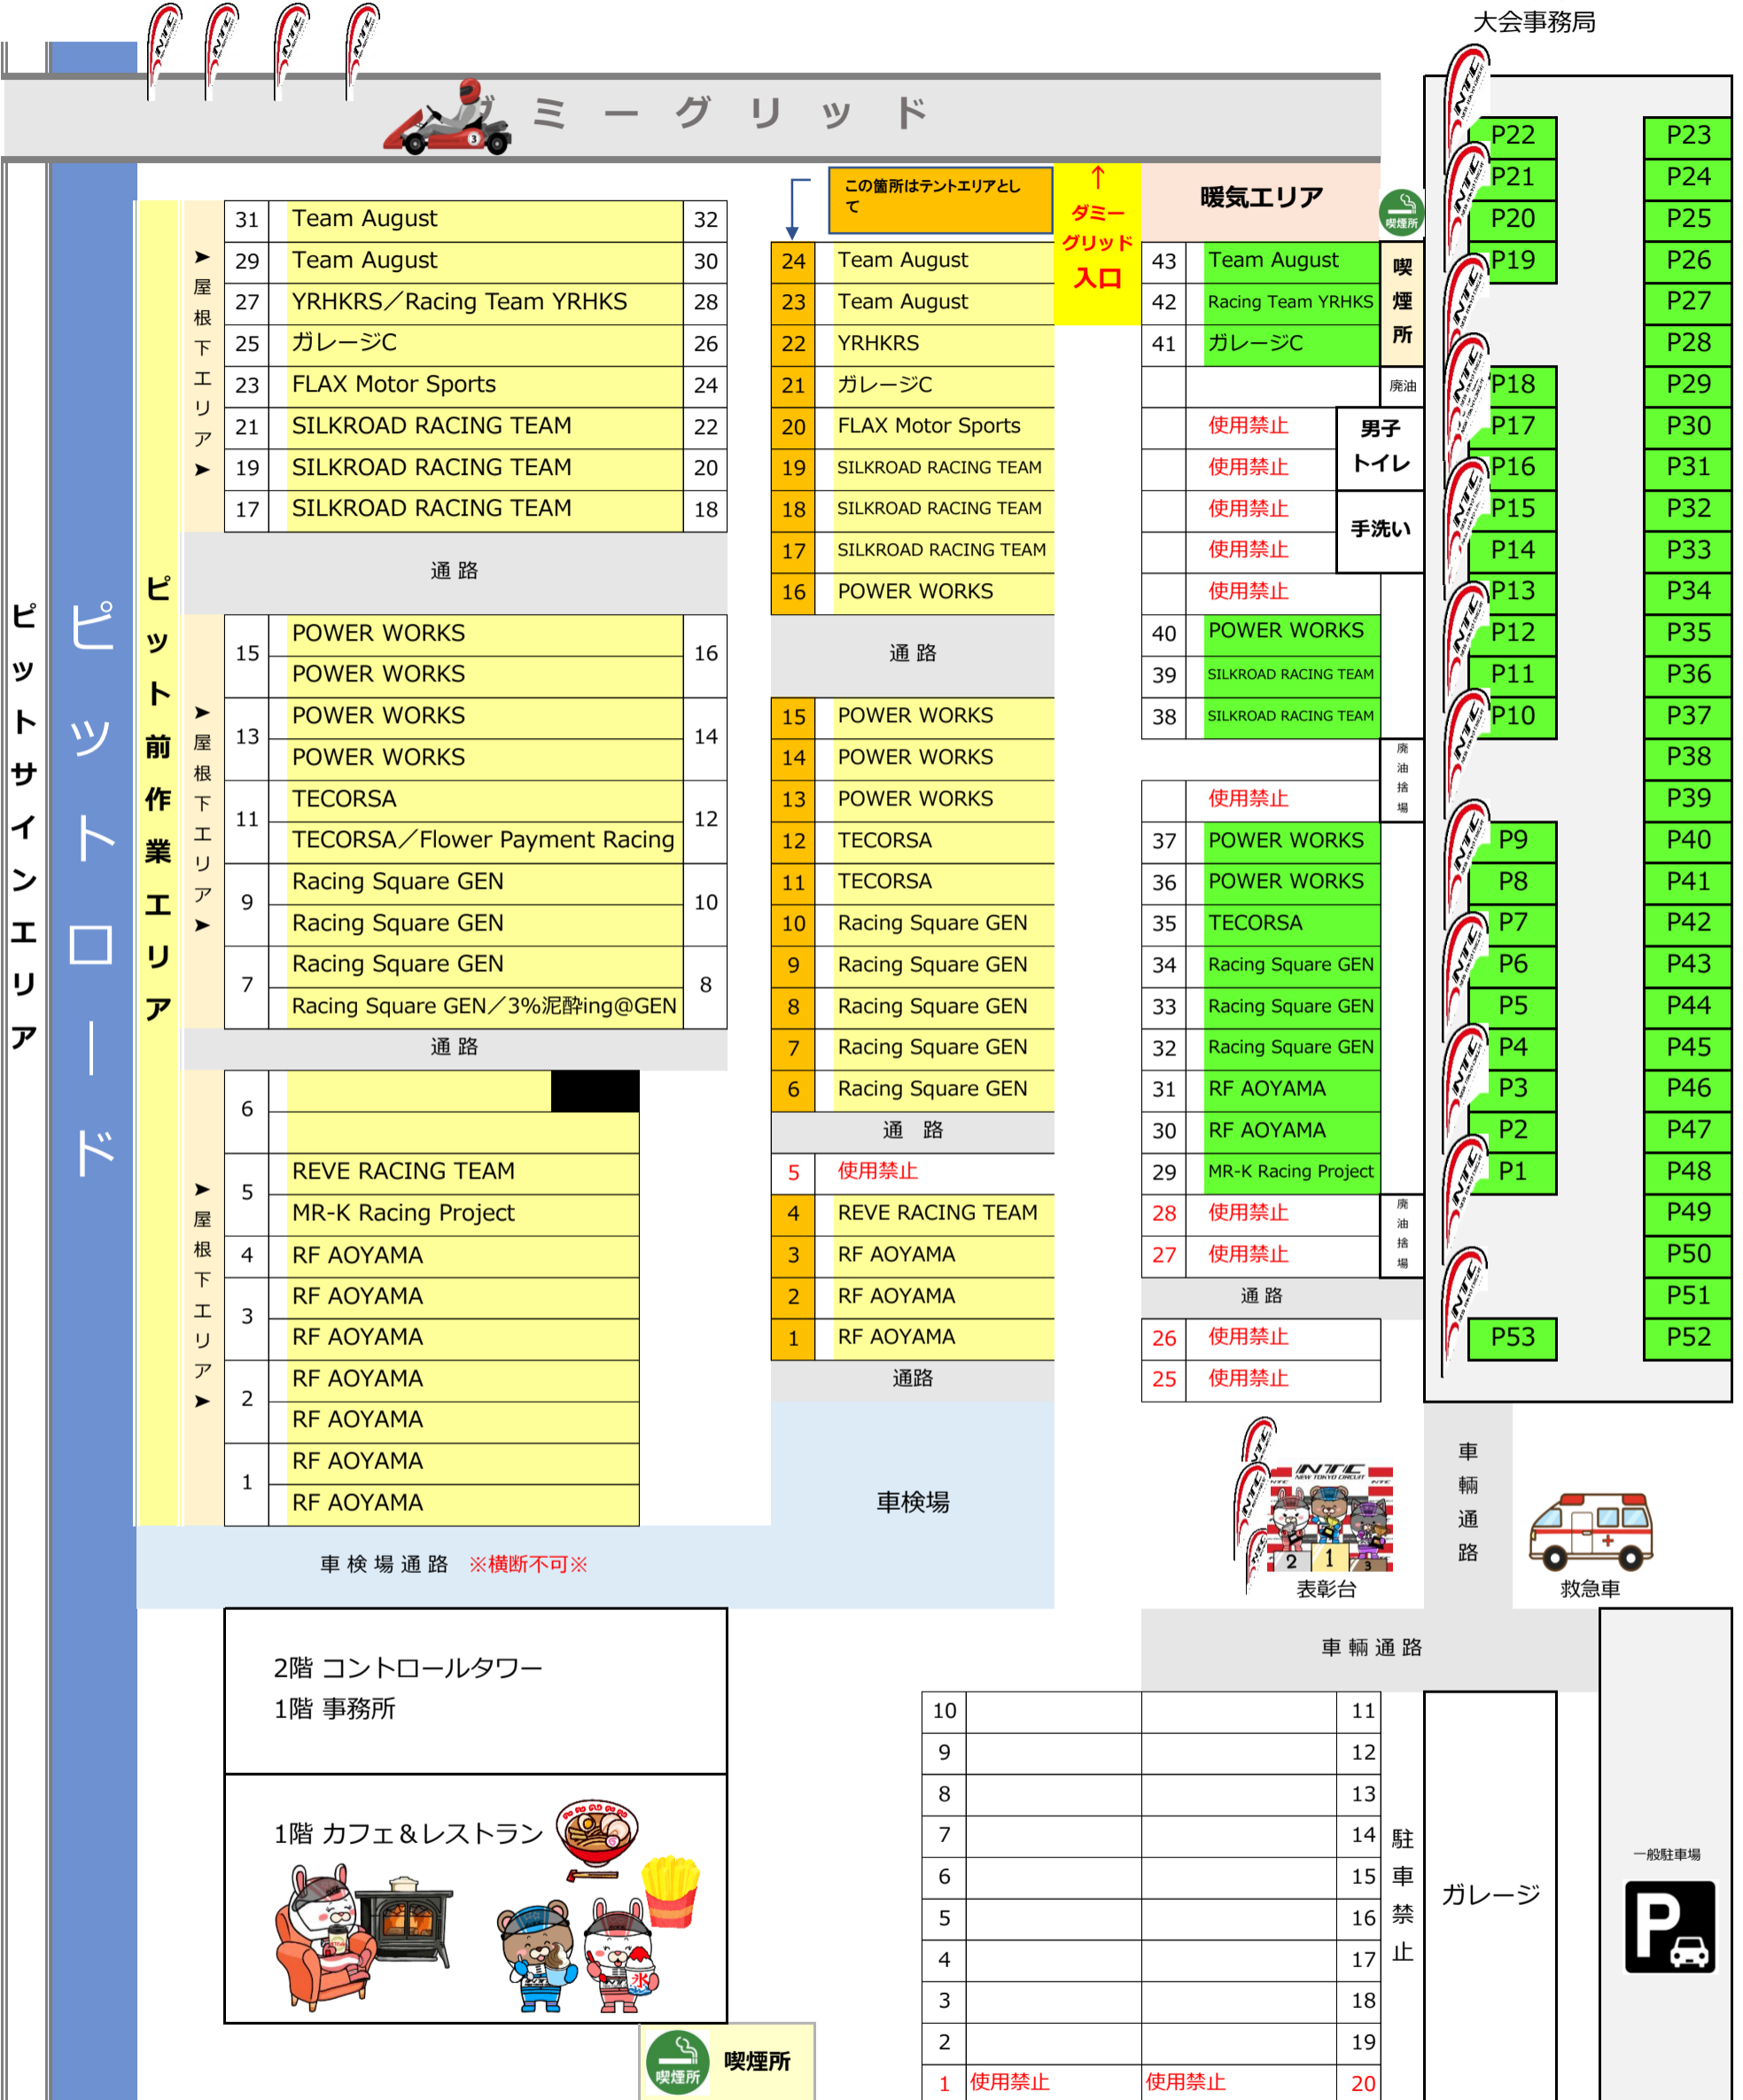 大会事務局
ミーグリッド
ピットサインエリア
ピットロード
ピット前作業エリア
➤屋根下エリア➤
31 Team August 32
29 Team August 30
27 YRHKRS／Racing Team YRHKS 28
25 ガレージC 26
23 FLAX Motor Sports 24
21 SILKROAD RACING TEAM 22
19 SILKROAD RACING TEAM 20
17 SILKROAD RACING TEAM 18
通路
➤屋根下エリア➤
15 POWER WORKS 16
POWER WORKS
13 POWER WORKS 14
POWER WORKS
11 TECORSA 12
TECORSA／Flower Payment Racing
9 Racing Square GEN 10
Racing Square GEN
7 Racing Square GEN 8
Racing Square GEN／3%泥酔ing@GEN
通路
➤屋根下エリア➤
6
5 REVE RACING TEAM
MR-K Racing Project
4 RF AOYAMA
3 RF AOYAMA
RF AOYAMA
2 RF AOYAMA
RF AOYAMA
1 RF AOYAMA
RF AOYAMA
車検場通路 ※横断不可※
この箇所はテントエリアとし
て
24 Team August
23 Team August
22 YRHKRS
21 ガレージC
20 FLAX Motor Sports
19 SILKROAD RACING TEAM
18 SILKROAD RACING TEAM
17 SILKROAD RACING TEAM
16 POWER WORKS
通路
15 POWER WORKS
14 POWER WORKS
13 POWER WORKS
12 TECORSA
11 TECORSA
10 Racing Square GEN
9 Racing Square GEN
8 Racing Square GEN
7 Racing Square GEN
6 Racing Square GEN
通 路
5 使用禁止
4 REVE RACING TEAM
3 RF AOYAMA
2 RF AOYAMA
1 RF AOYAMA
通路
車検場
↑
ダミー
グリッド
入口
暖気エリア
喫煙所
43 Team August
42 Racing Team YRHKS
41 ガレージC
喫煙所
廃油
使用禁止
使用禁止
使用禁止
使用禁止
使用禁止
男子
トイレ
手洗い
40 POWER WORKS
39 SILKROAD RACING TEAM
38 SILKROAD RACING TEAM
廃油捨場
使用禁止
37 POWER WORKS
36 POWER WORKS
35 TECORSA
34 Racing Square GEN
33 Racing Square GEN
32 Racing Square GEN
31 RF AOYAMA
30 RF AOYAMA
29 MR-K Racing Project
28 使用禁止
27 使用禁止
廃油捨場
通路
26 使用禁止
25 使用禁止
P22 P23
P21 P24
P20 P25
P19 P26
P27
P28
P18 P29
P17 P30
P16 P31
P15 P32
P14 P33
P13 P34
P12 P35
P11 P36
P10 P37
P38
P39
P9 P40
P8 P41
P7 P42
P6 P43
P5 P44
P4 P45
P3 P46
P2 P47
P1 P48
P49
P50
P51
P53 P52
NTC
NEW TOKYO CIRCUIT
2 1 3
表彰台
車輌通路
救急車
車輌通路
2階 コントロールタワー
1階 事務所
1階 カフェ＆レストラン
氷
喫煙所
喫煙所
10 11
9 12
8 13
7 14
6 15
5 16
4 17
3 18
2 19
1 使用禁止 使用禁止 20
駐車禁止
ガレージ
一般駐車場
P